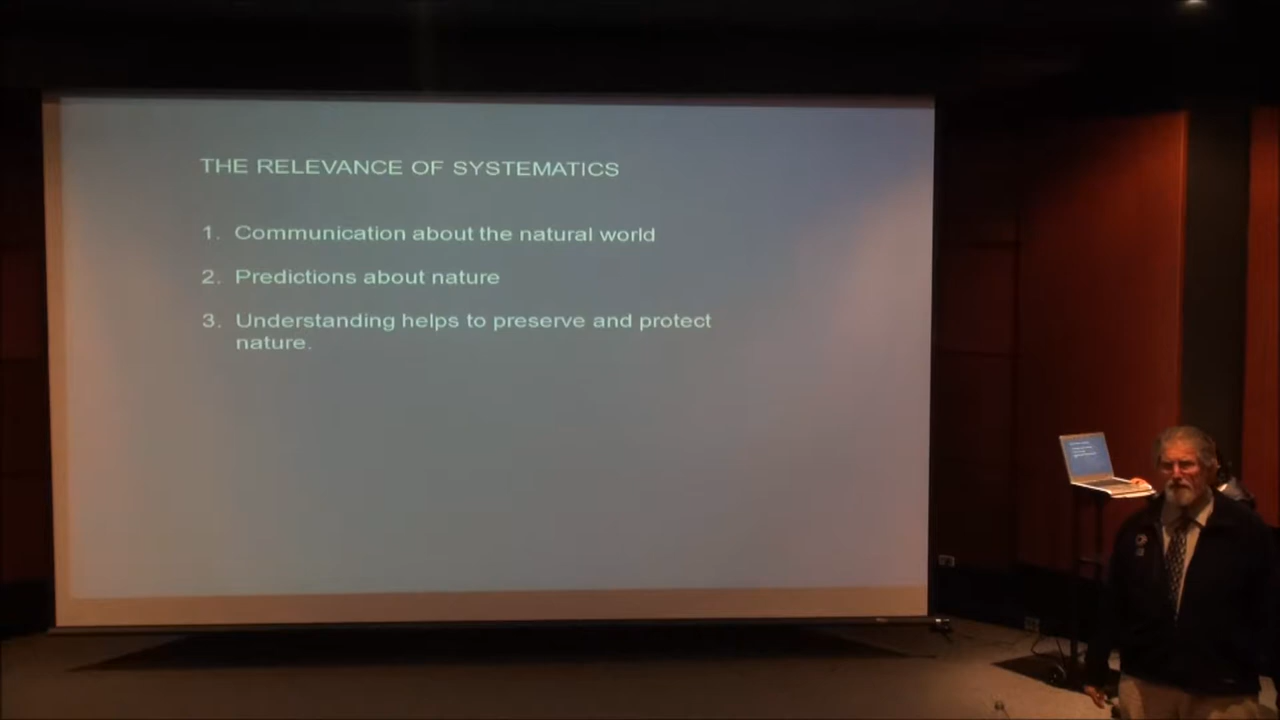 THE RELEVANCE OF SYSTEMATICS
1. Communication about the natural world
2. Predictions about nature
3. Understanding helps to preserve and protect
nature.